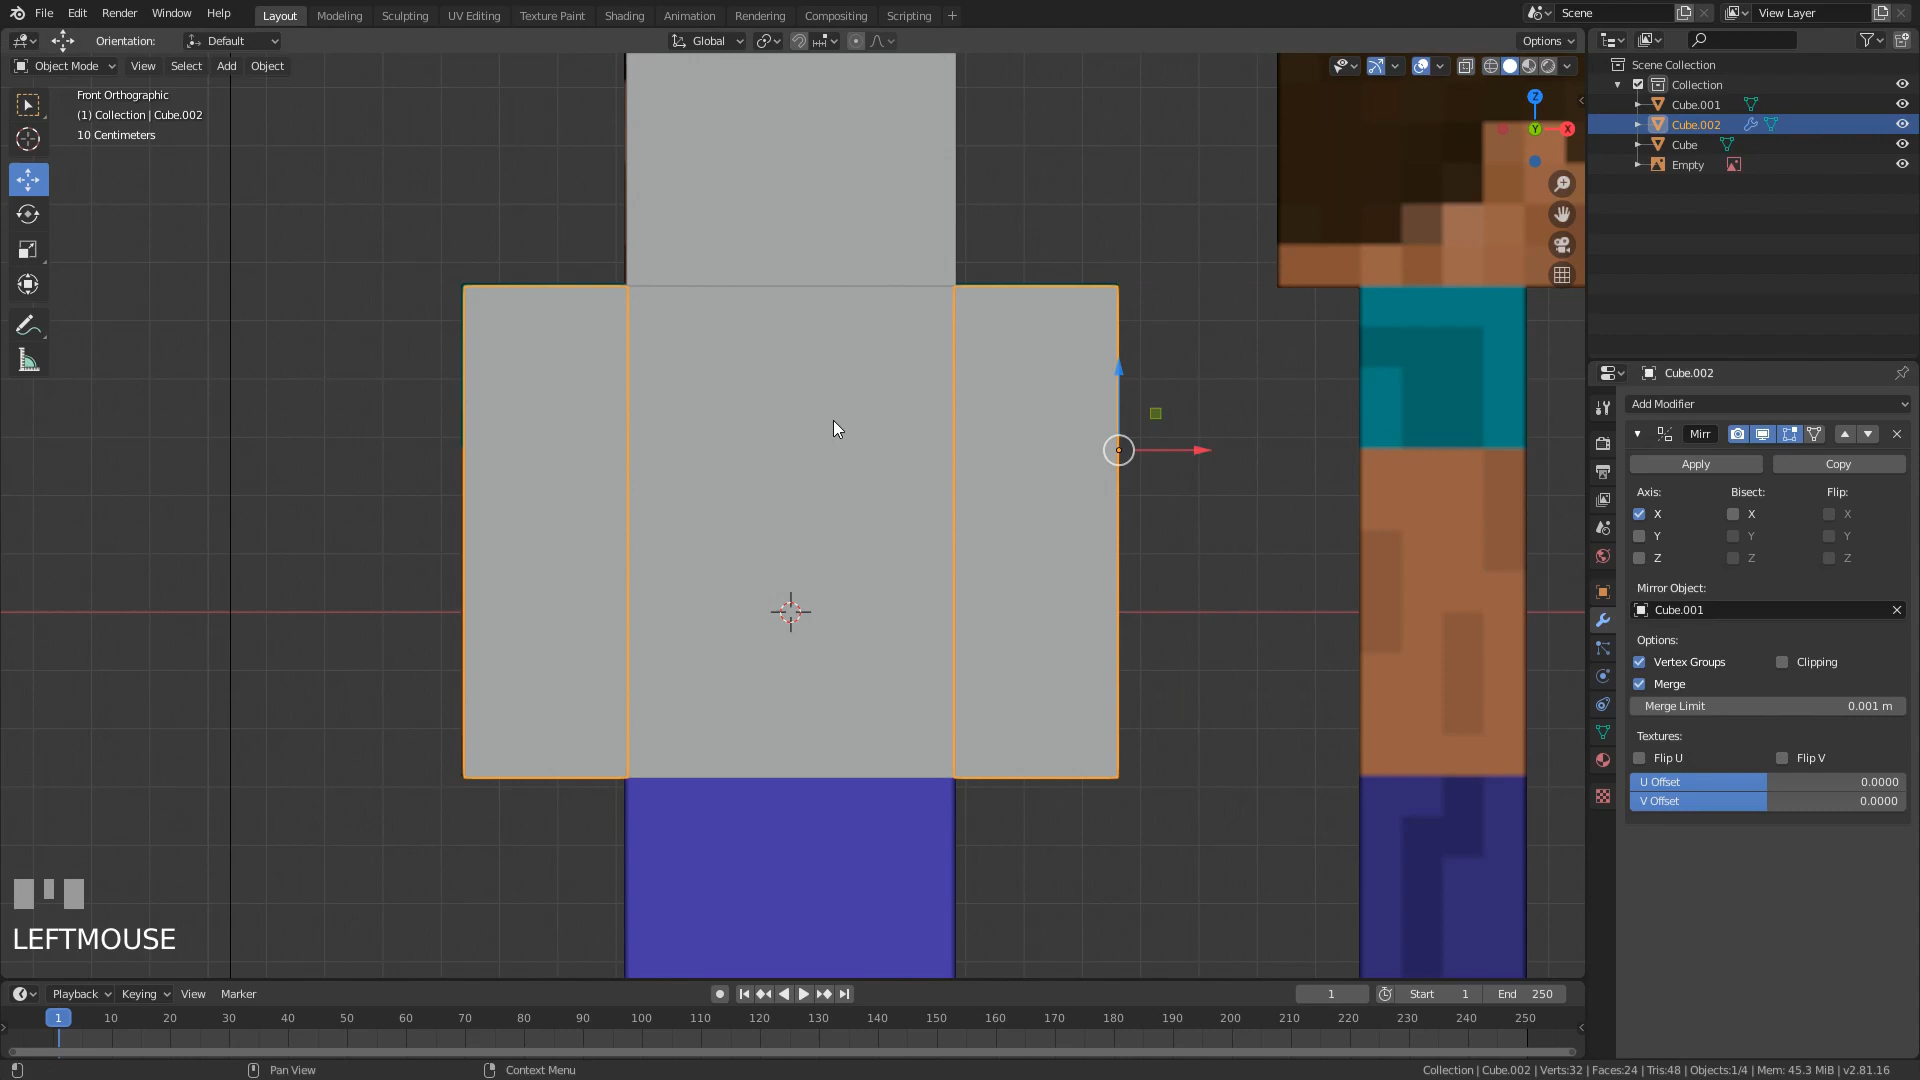 File Edit Render Window Help Layout Modeling Sculpting UV Editing Texture Paint Shading Animation Rendering Compositing Scripting + Scene View Layer
Orientation: Default Global Options
Object Mode View Select Add Object
Front Orthographic
(1) Collection | Cube.002
10 Centimeters
Z
Y
X
LEFTMOUSE
Scene Collection
Collection
Cube.001
Cube.002
Cube
Empty
Cube.002
Add Modifier
Mirr
Apply Copy
Axis: Bisect: Flip:
X X X
Y Y Y
Z Z Z
Mirror Object:
Cube.001
Options:
Vertex Groups Clipping
Merge
Merge Limit 0.001 m
Textures:
Flip U Flip V
U Offset 0.0000
V Offset 0.0000
Playback Keying View Marker 1 Start 1 End 250
1 10 20 30 40 50 60 70 80 90 100 110 120 130 140 150 160 170 180 190 200 210 220 230 240 250
Pan View Context Menu Collection | Cube.002 | Verts:32 | Faces:24 | Tris:48 | Objects:1/4 | Mem: 45.3 MiB | v2.81.16